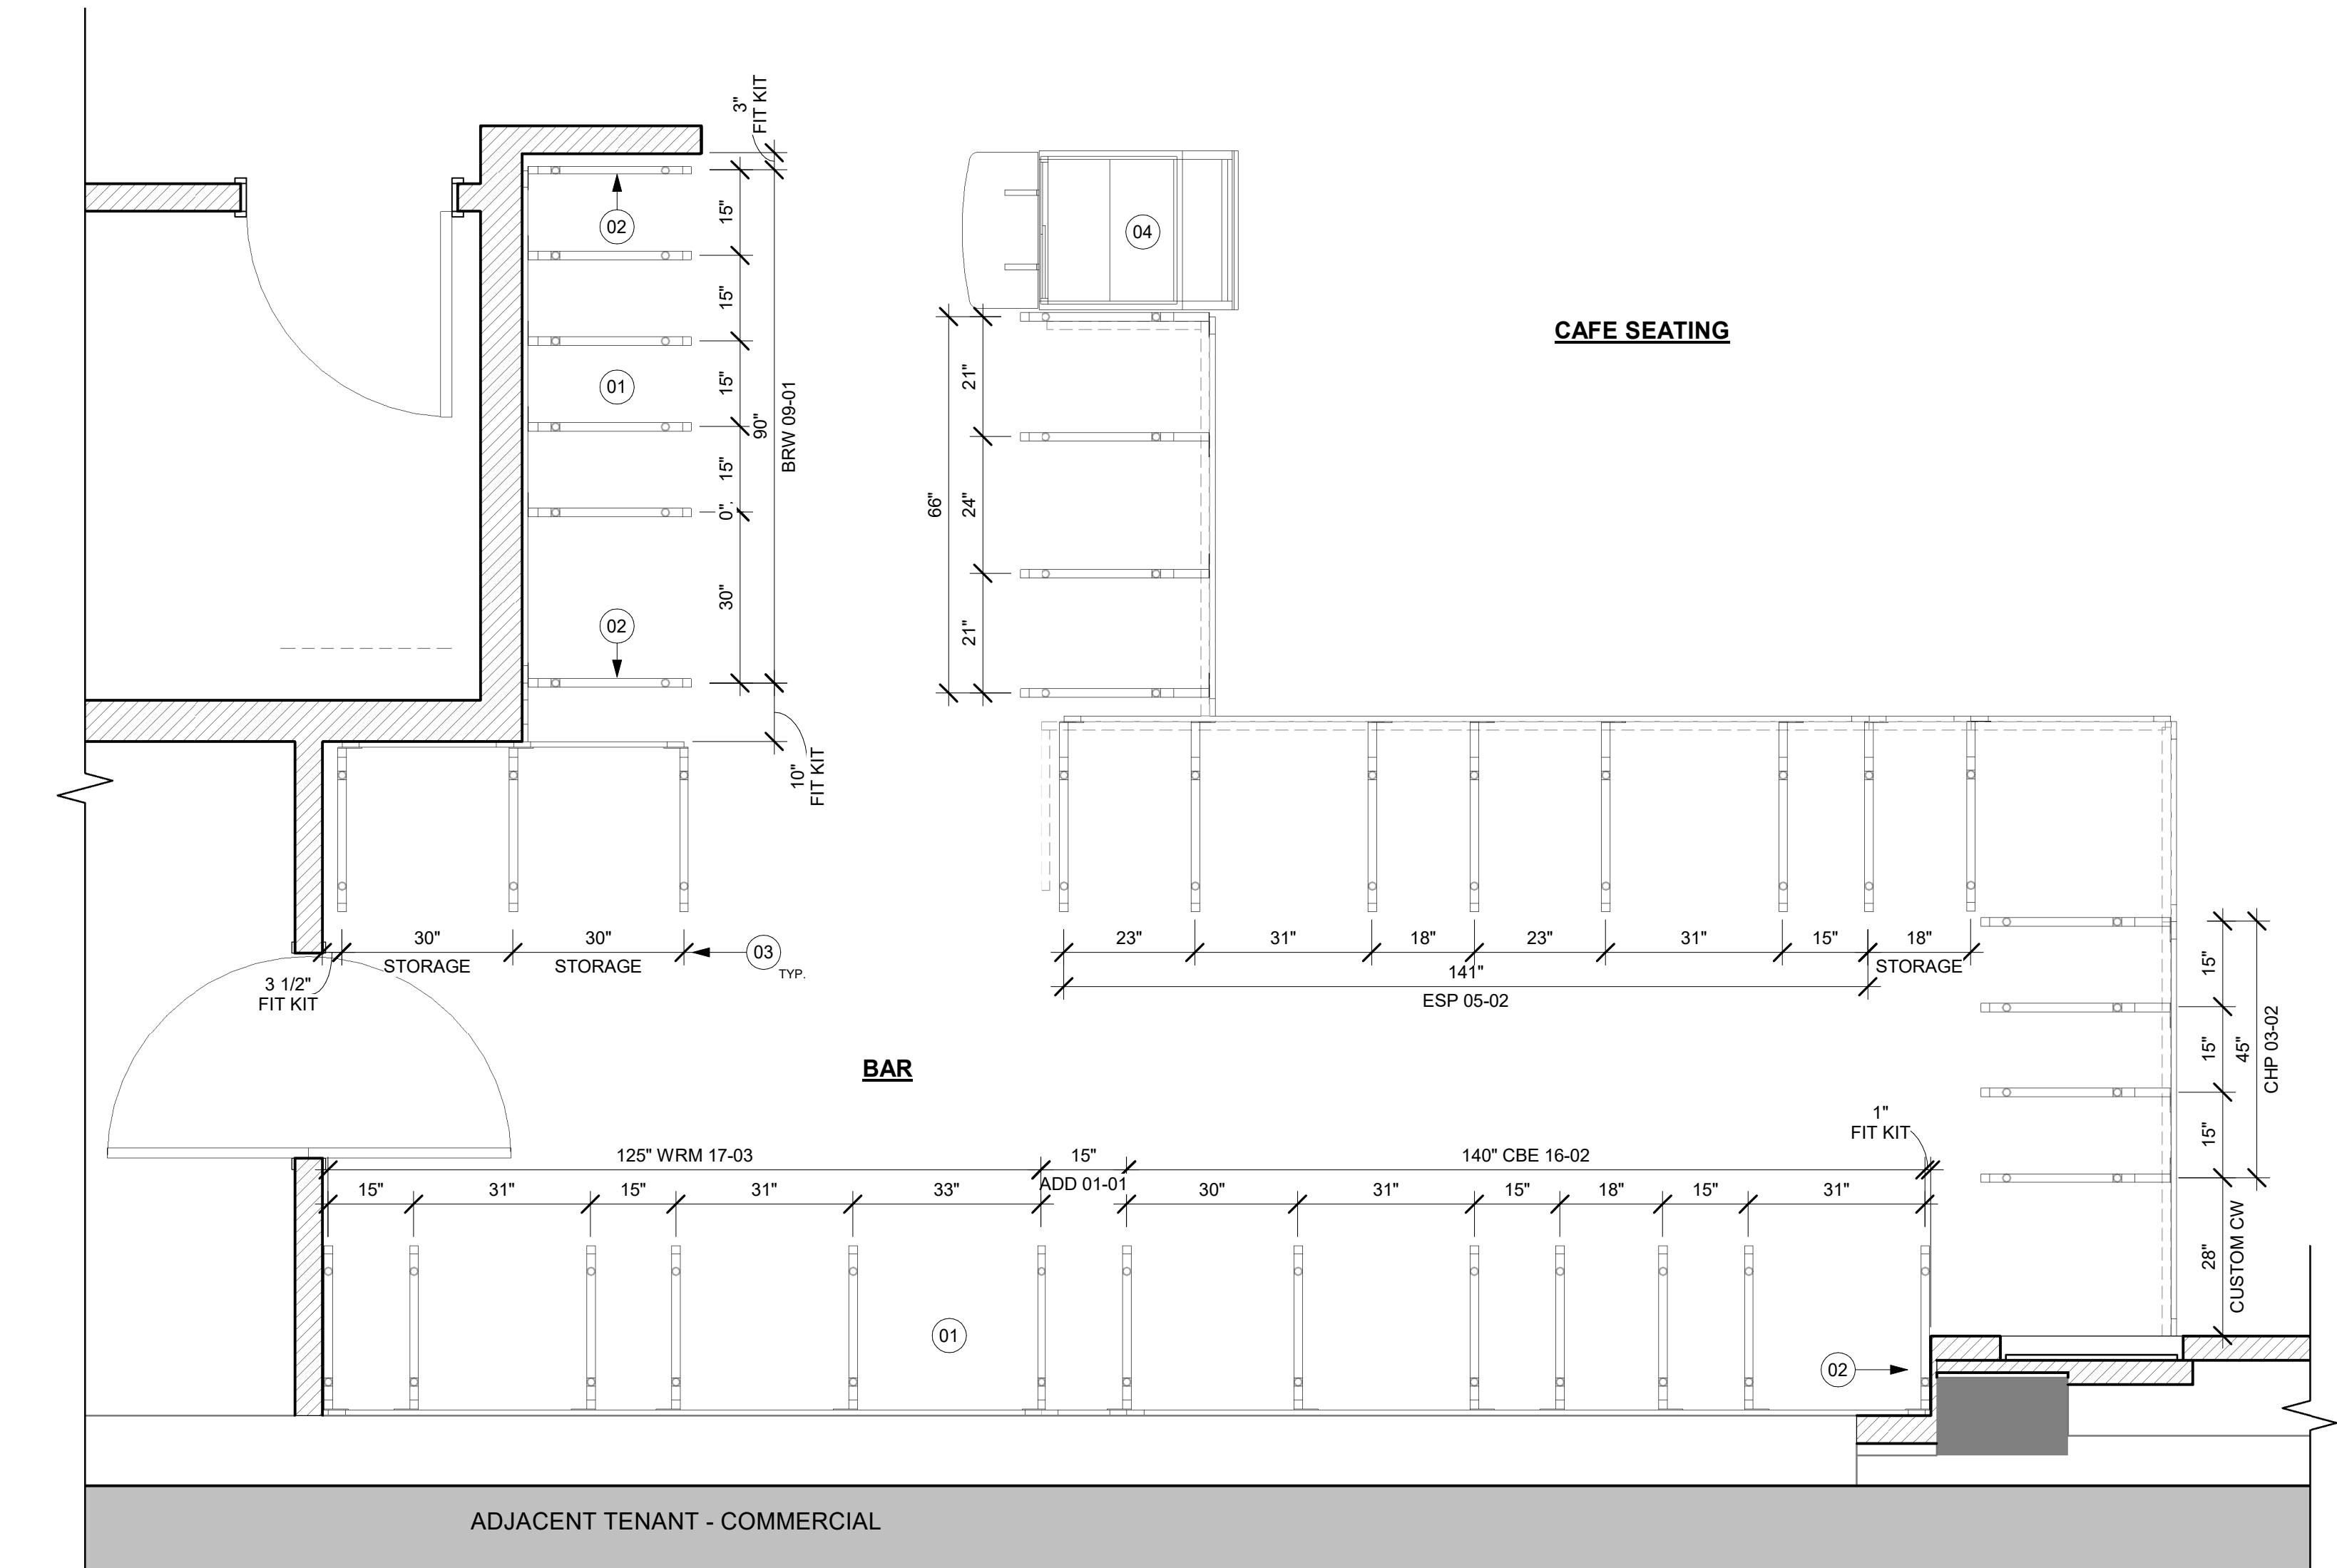 3"
FIT KIT
15"
02
04
15"
CAFE SEATING
21"
15"
01
90"
BRW 09-01
15"
66"
24"
0"
30"
02
21"
10"
FIT KIT
30"
30"
03
TYP.
STORAGE
STORAGE
3 1/2"
FIT KIT
23"
31"
18"
23"
31"
15"
18"
141"
STORAGE
ESP 05-02
15"
15"
45"
CHP 03-02
15"
BAR
1"
FIT KIT
125" WRM 17-03
15"
140" CBE 16-02
ADD 01-01
15"
31"
15"
31"
33"
30"
31"
15"
18"
15"
31"
28"
CUSTOM CW
01
02
ADJACENT TENANT - COMMERCIAL